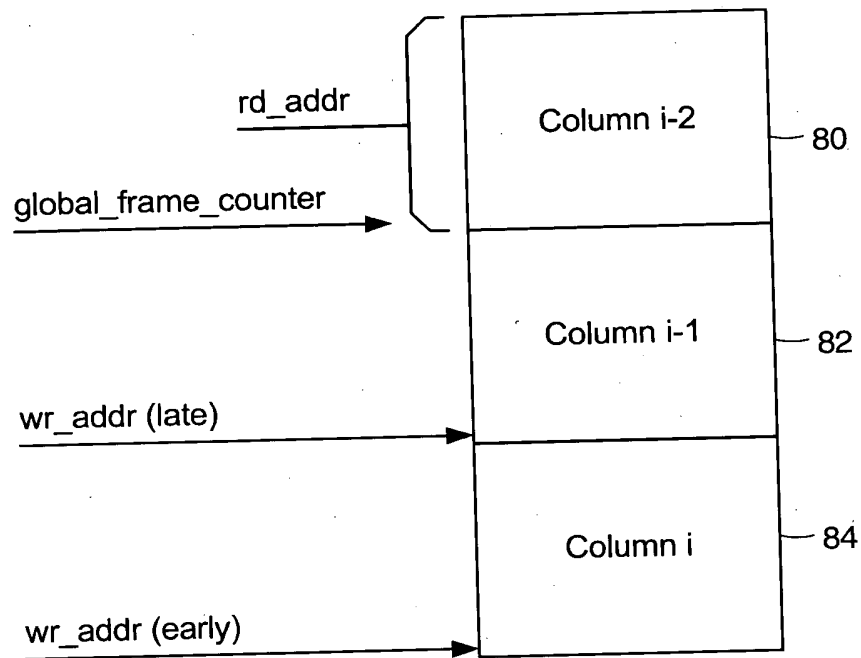 Column i-2
rd_addr
80
global_frame_counter
Column i-1
82
wr_addr (late)
Column i
84
wr_addr (early)